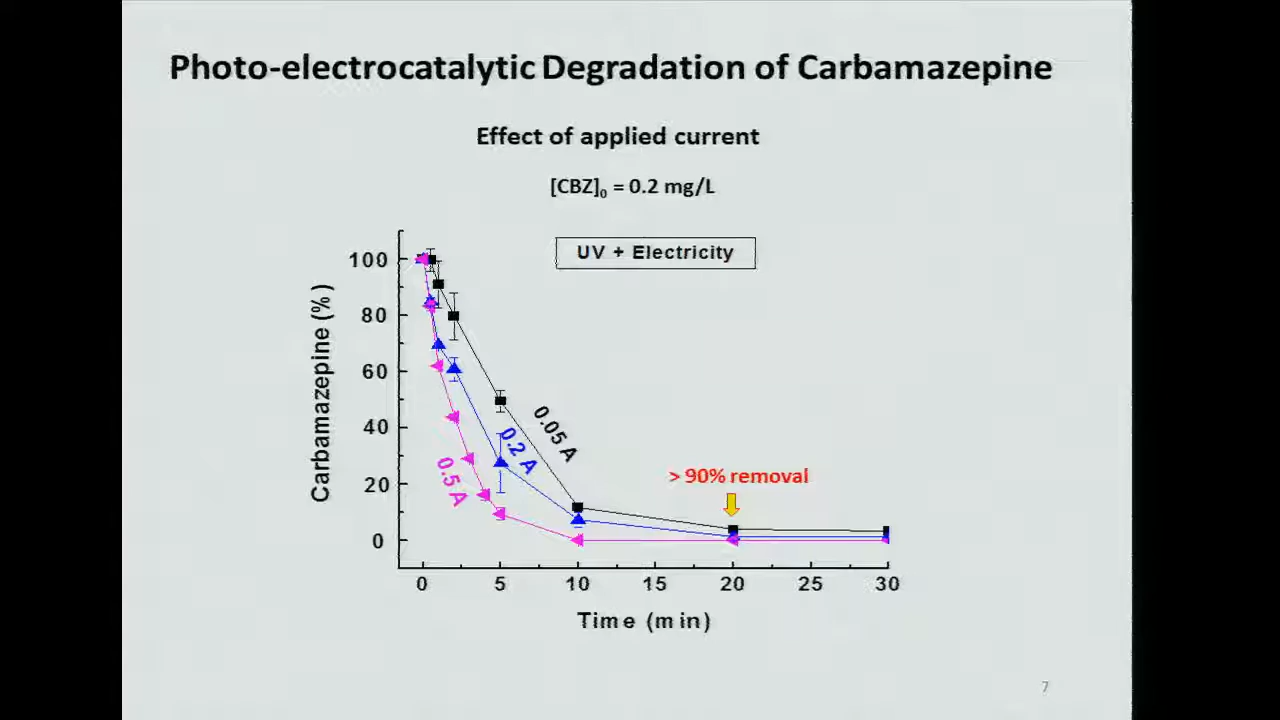 Photo-electrocatalytic Degradation of Carbamazepine
Effect of applied current
[CBZ]₀ = 0.2 mg/L
UV + Electricity
100
80
60
40
20
0
Carbamazepine (%)
0.05 A
0.2 A
0.5 A
> 90% removal
0 5 10 15 20 25 30
Time (min)
7